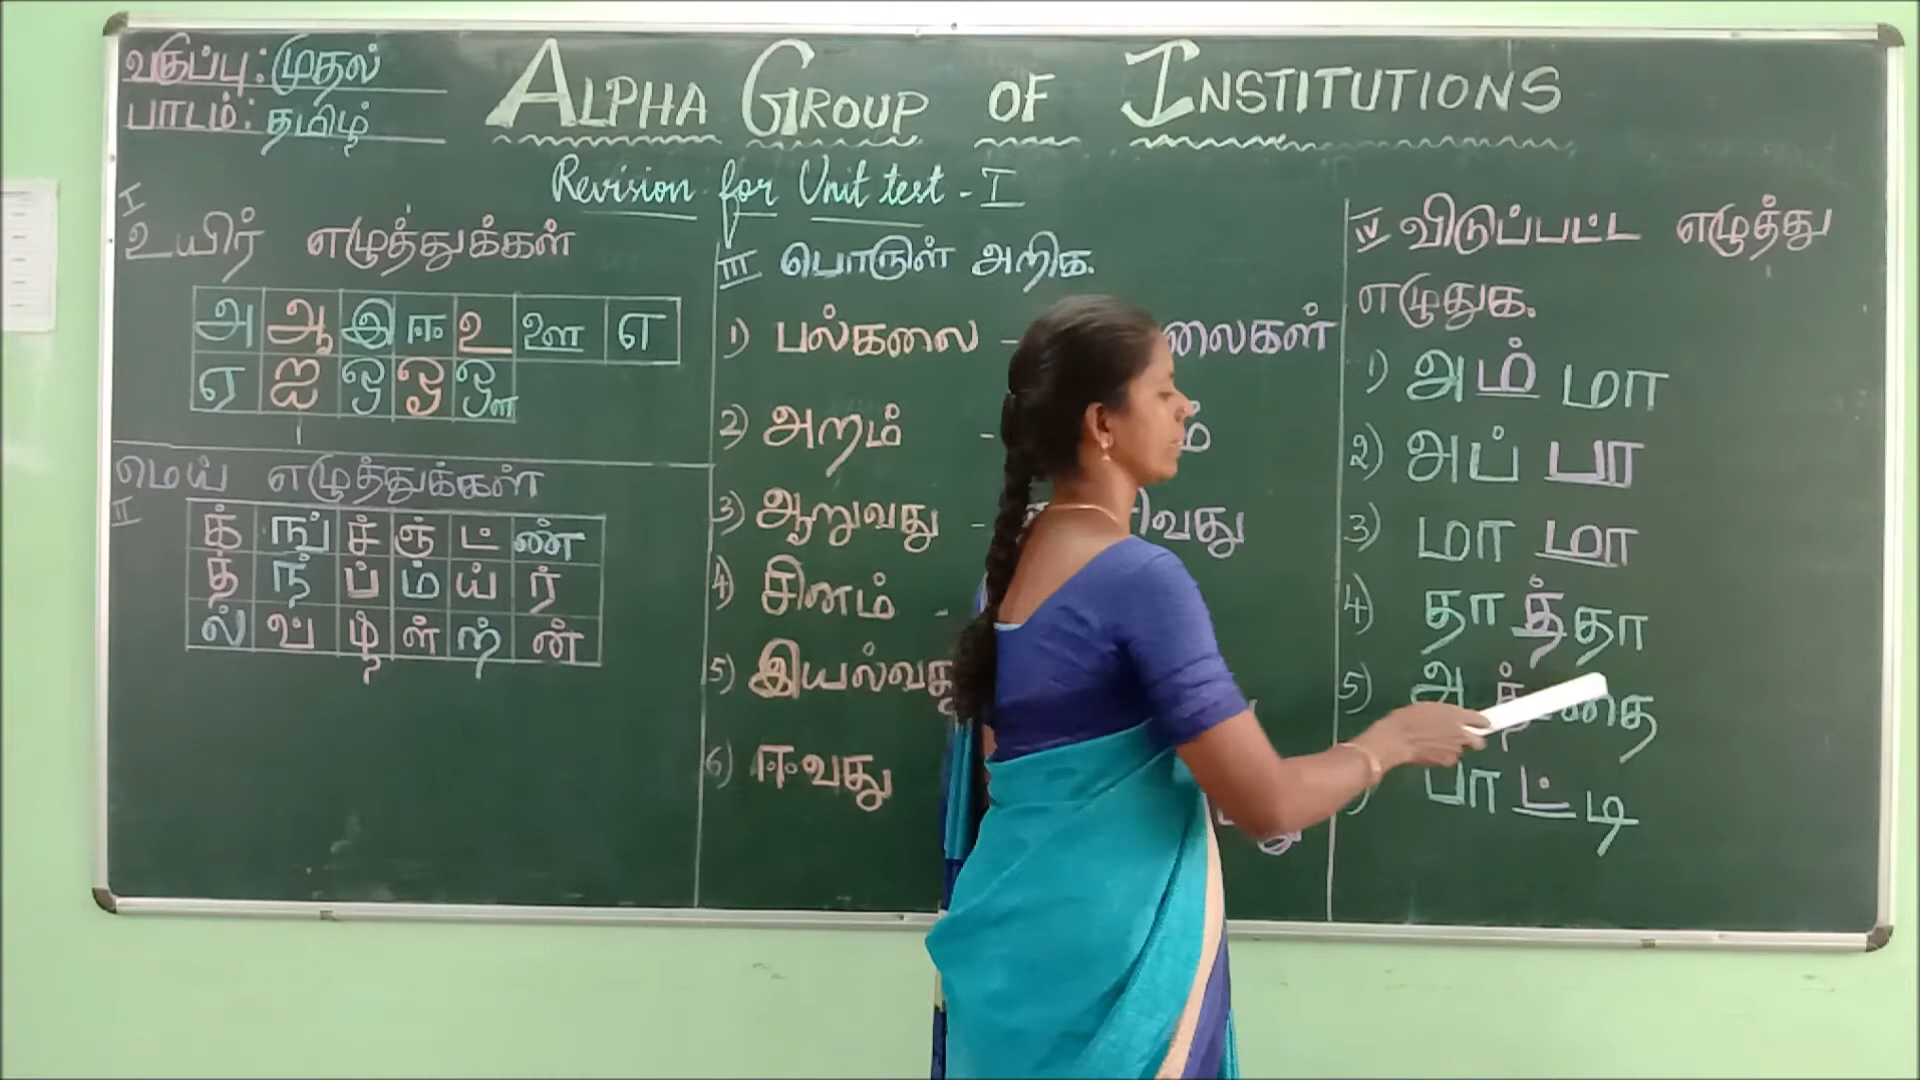 வகுப்பு: முதல்
பாடம்: தமிழ்
ALPHA GROUP OF INSTITUTIONS
Revision for Unit test - I
I
உயிர் எழுத்துக்கள்
அ ஆ இ ஈ உ ஊ எ
ஏ ஐ ஒ ஓ ஔ
மெய் எழுத்துக்கள்
II
க் ங் ச் ஞ் ட் ண்
த் ந் ப் ம் ய் ர்
ல் வ் ழ் ள் ற் ன்
III பொருள் அறிக.
1) பல்கலை -
2) அறம் -
3) ஆறுவது -
4) சினம் -
5) இயல்வது
6) ஈவது
IV விடுப்பட்ட எழுத்து
எழுதுக.
1) அம் மா
2) அப் பா
3) மா மா
4) தா த் தா
5) அத்தை
பா ட் டி